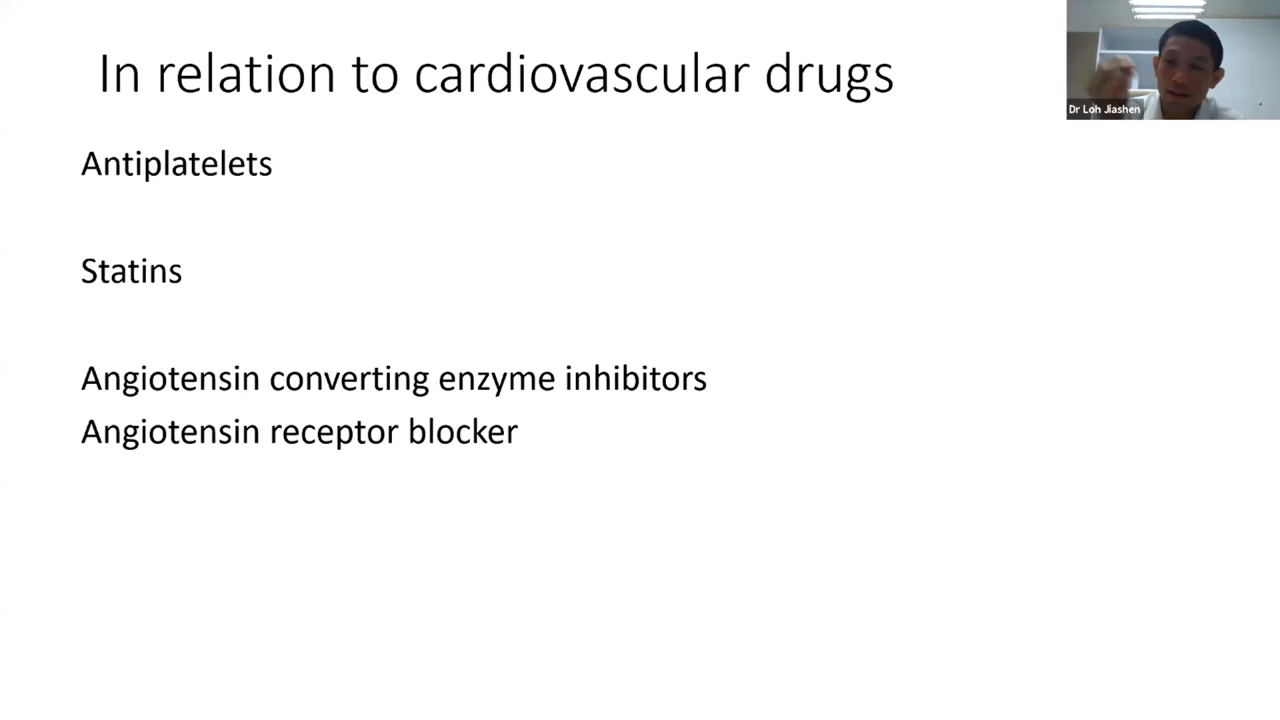 In relation to cardiovascular drugs
Dr Loh Jiashen
Antiplatelets
Statins
Angiotensin converting enzyme inhibitors
Angiotensin receptor blocker